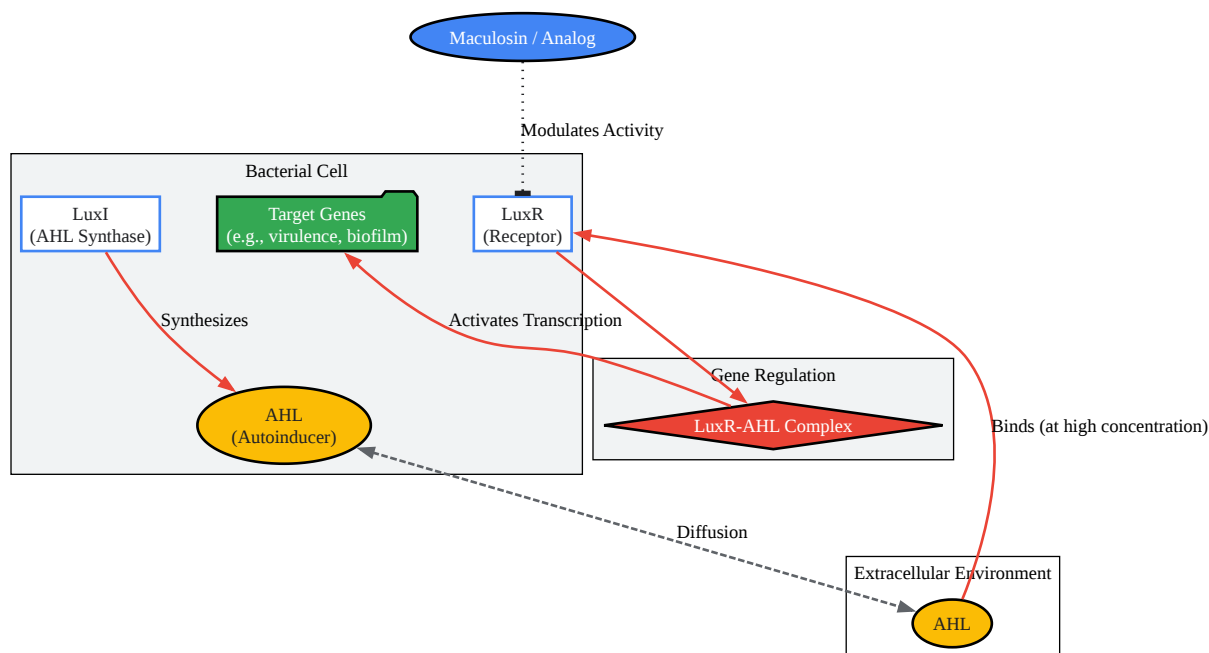 Maculosin / Analog
Modulates Activity
Bacterial Cell
LuxI
(AHL Synthase)
Target Genes
(e.g., virulence, biofilm)
LuxR
(Receptor)
Synthesizes
Activates Transcription
Gene Regulation
AHL
(Autoinducer)
LuxR-AHL Complex
Binds (at high concentration)
Diffusion
Extracellular Environment
AHL